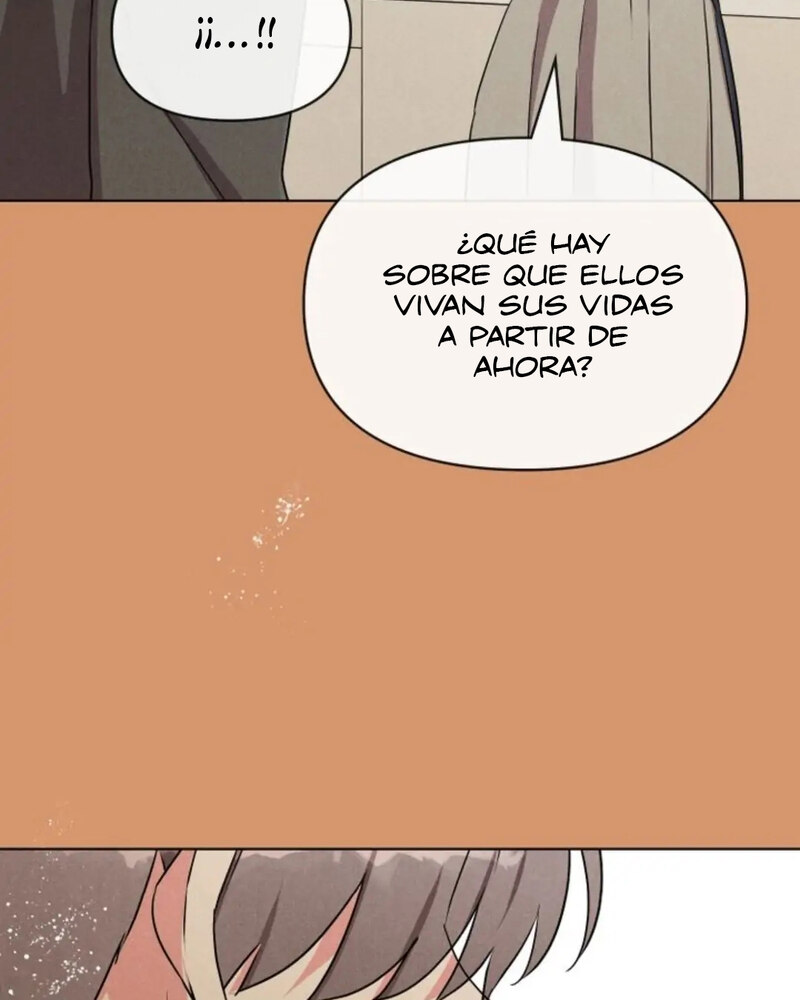 ¡¡...!!
¿QUÉ HAY
SOBRE QUE ELLOS
VIVAN SUS VIDAS
A PARTIR DE
AHORA?